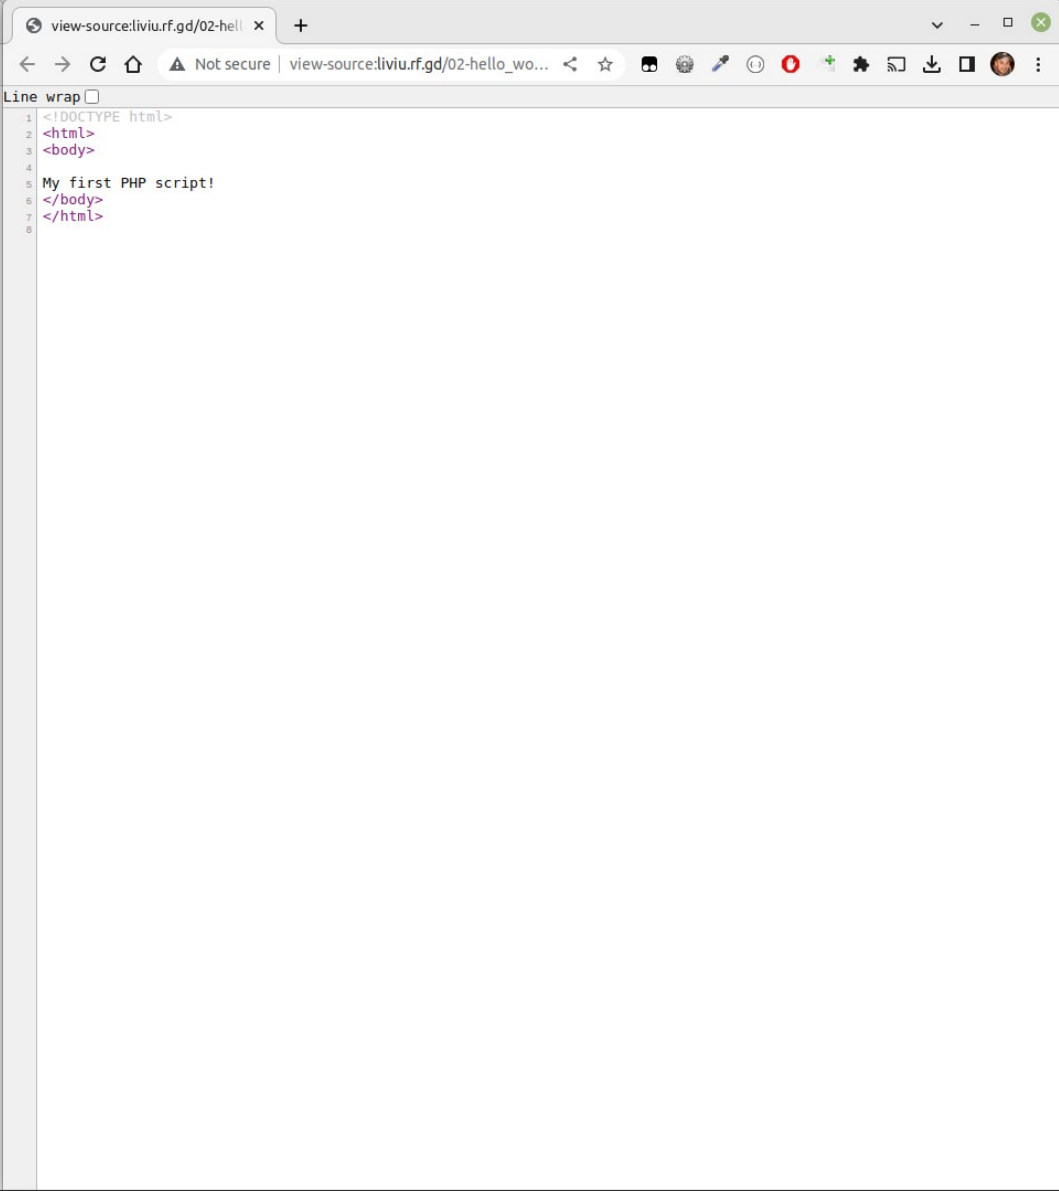 view-source:liviu.rf.gd/02-hell
Not secure | view-source:liviu.rf.gd/02-hello_wo...
Line wrap
1 <!DOCTYPE html>
2 <html>
3 <body>
4
5 My first PHP script!
6 </body>
7 </html>
8